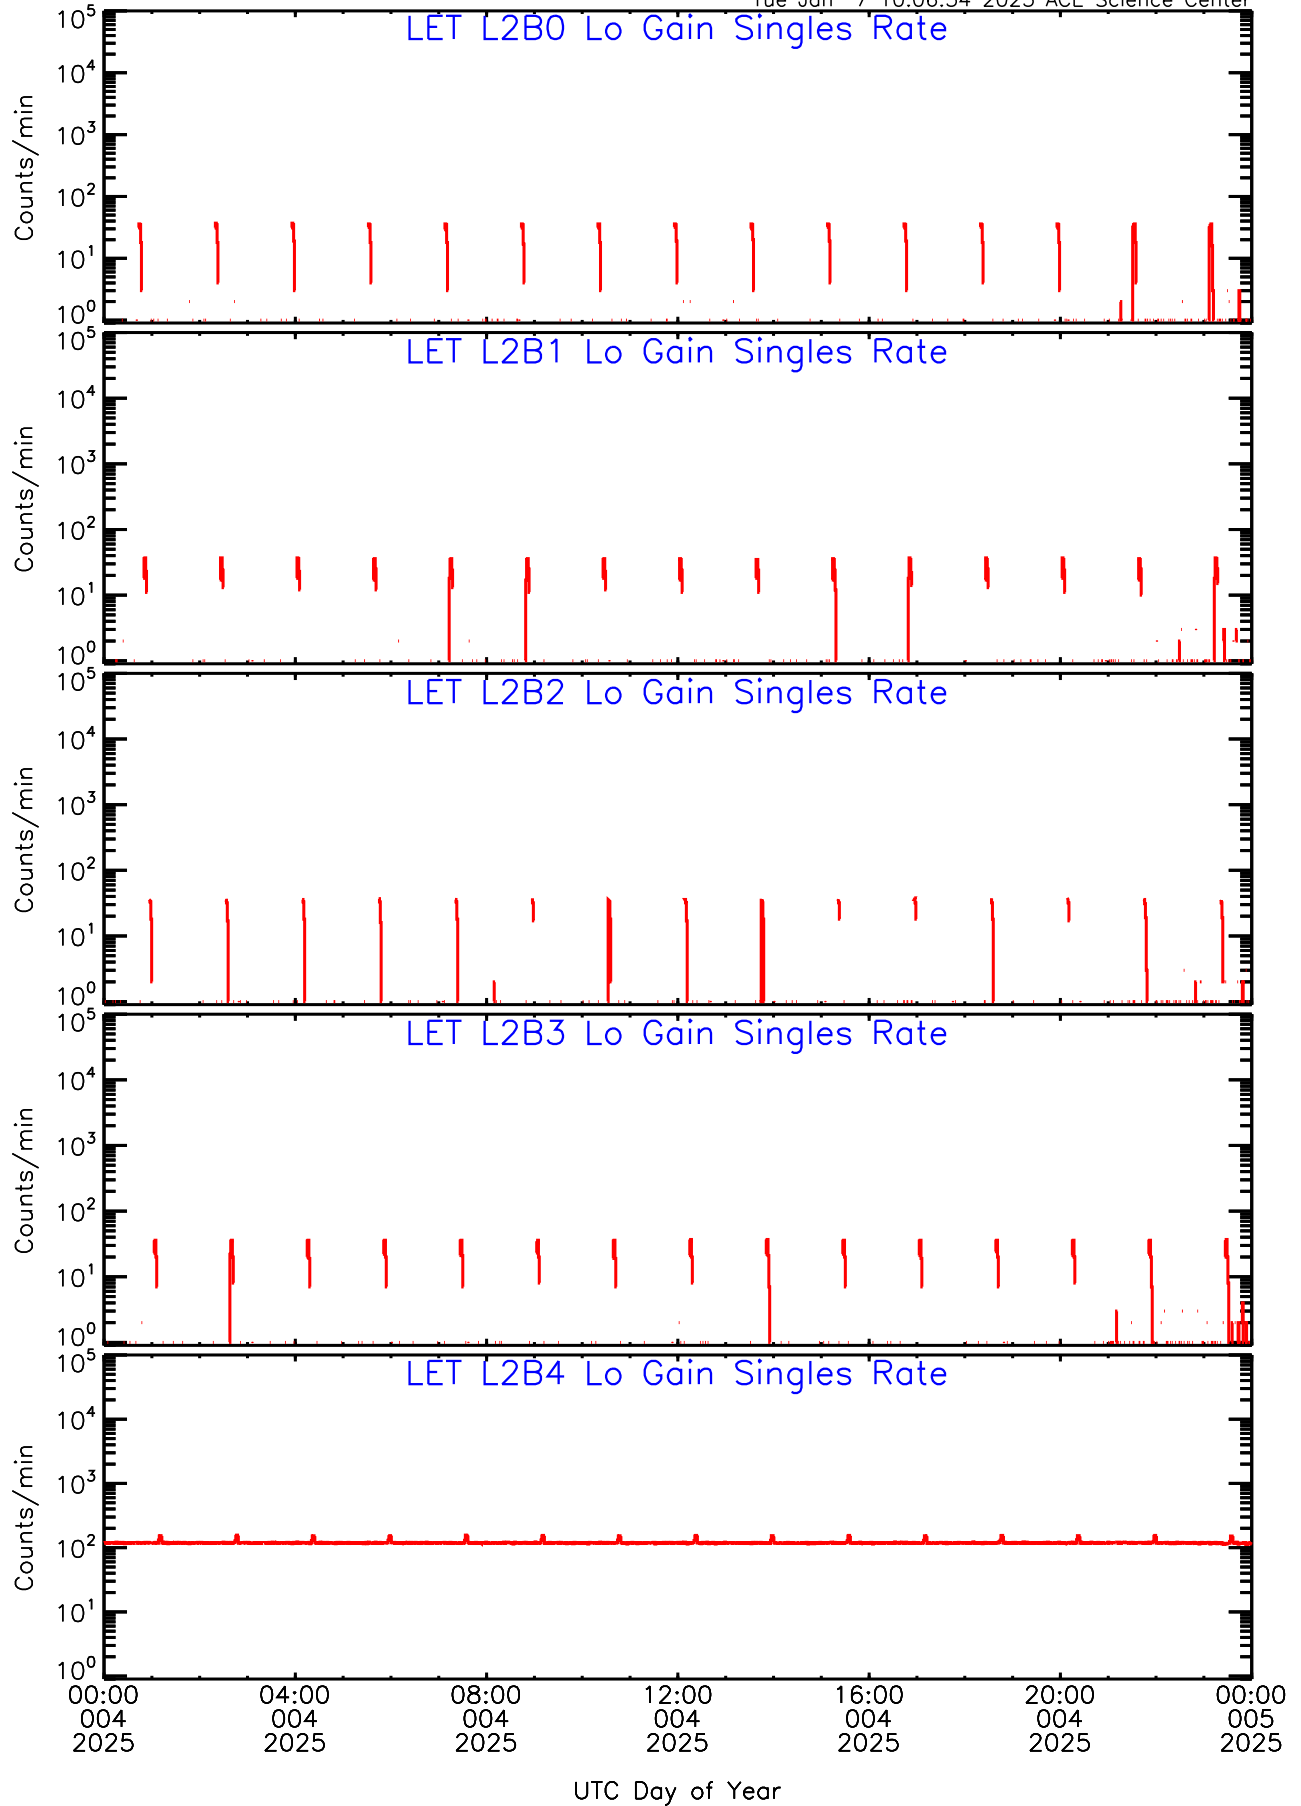 LET L2B0 Lo Gain Singles Rate
Counts/min
10^5
10^4
10^3
10^2
10^1
10^0
LET L2B1 Lo Gain Singles Rate
Counts/min
10^5
10^4
10^3
10^2
10^1
10^0
LET L2B2 Lo Gain Singles Rate
Counts/min
10^5
10^4
10^3
10^2
10^1
10^0
LET L2B3 Lo Gain Singles Rate
Counts/min
10^5
10^4
10^3
10^2
10^1
10^0
LET L2B4 Lo Gain Singles Rate
Counts/min
10^5
10^4
10^3
10^2
10^1
10^0
00:00 04:00 08:00 12:00 16:00 20:00 00:00
004 004 004 004 004 004 005
2025 2025 2025 2025 2025 2025 2025
UTC Day of Year